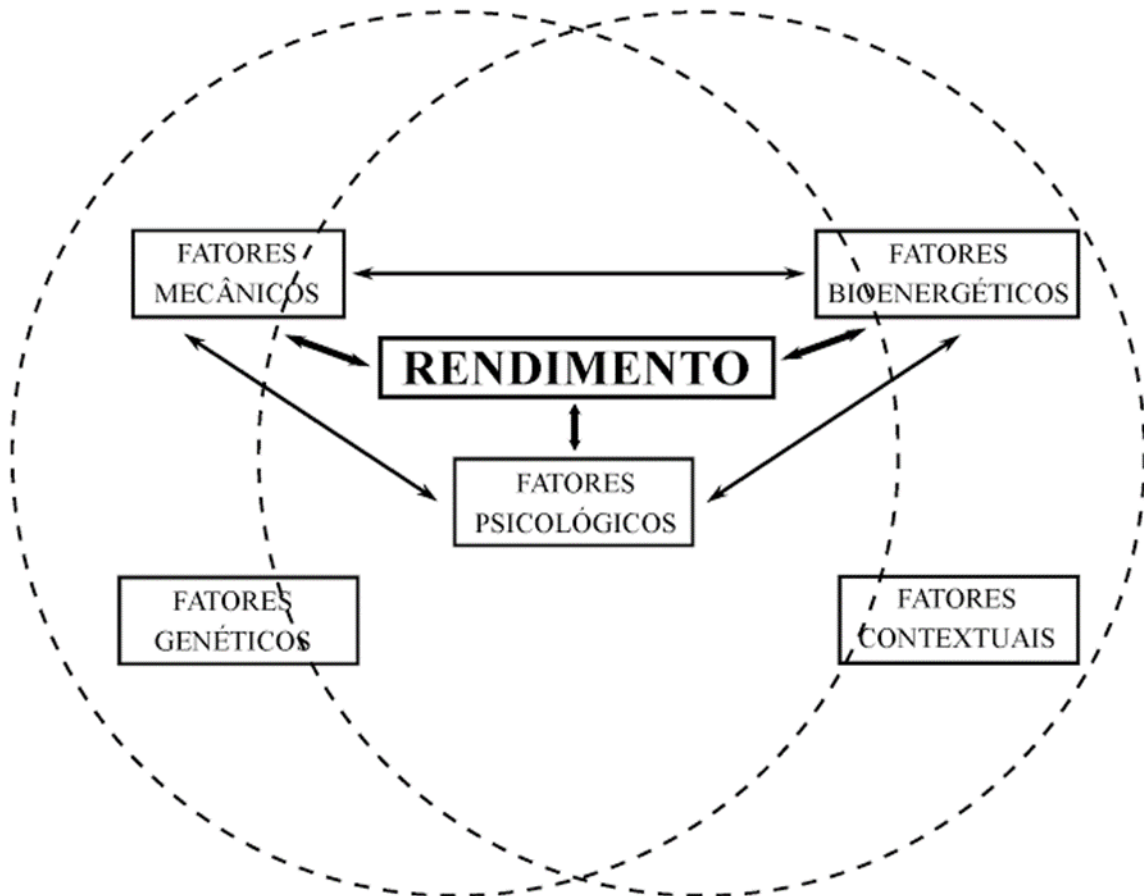 FATORES
MECÂNICOS
FATORES
BIOENERGÉTICOS
RENDIMENTO
FATORES
PSICOLÓGICOS
FATORES
GENÉTICOS
FATORES
CONTEXTUAIS